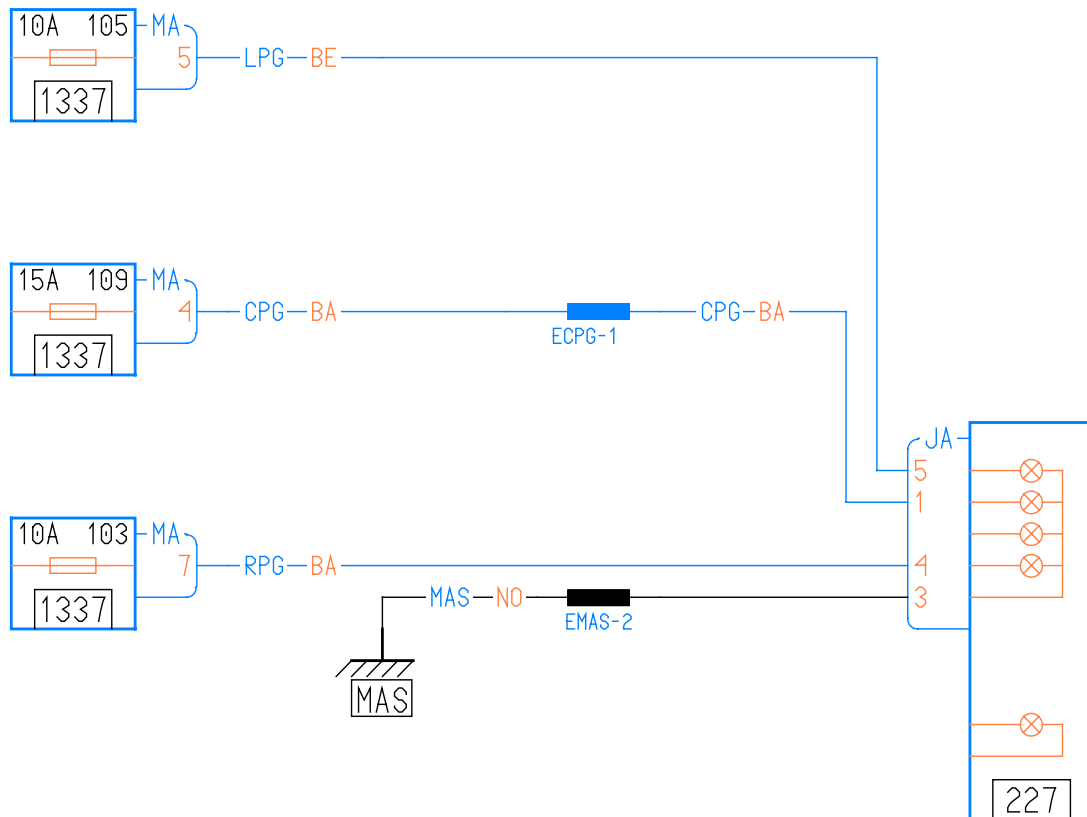 10A 105 MA
5 LPG BE
1337
15A 109 MA
4 CPG BA CPG BA
ECPG-1
1337
JA
5
1
10A 103 MA
7 RPG BA 4
1337 MAS NO 3
EMAS-2
MAS
227